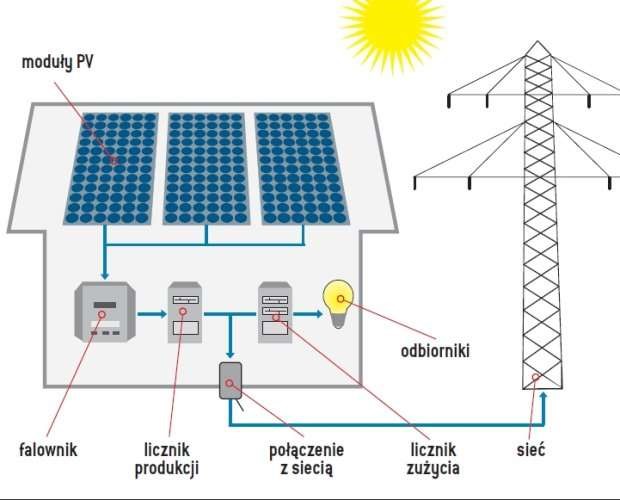 moduły PV
odbiorniki
falownik
licznik
produkcji
połączenie
z siecią
licznik
zużycia
sieć